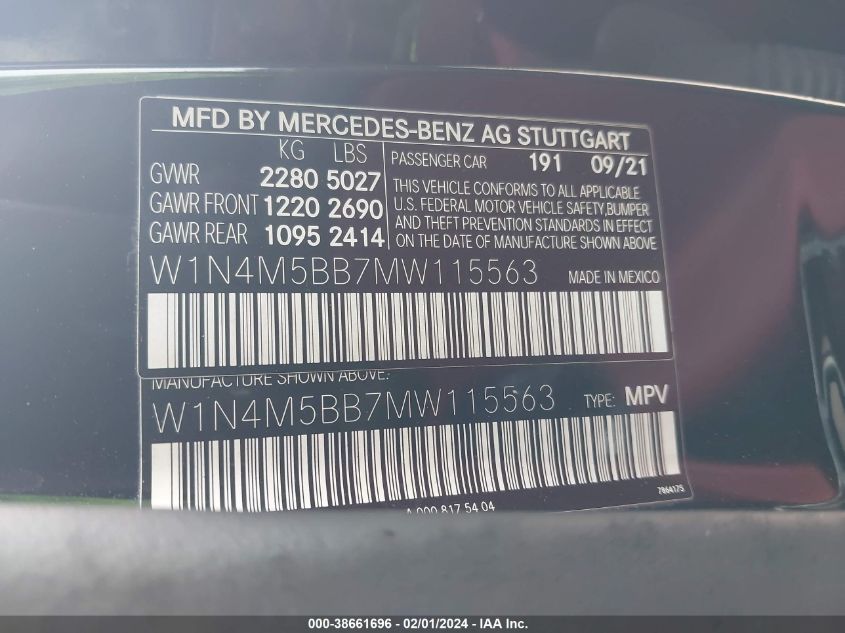 MFD BY MERCEDES-BENZ AG STUTTGART
KG LBS
GVWR 2280 5027
GAWR FRONT 1220 2690
GAWR REAR 1095 2414
PASSENGER CAR 191 09/21
THIS VEHICLE CONFORMS TO ALL APPLICABLE
U.S. FEDERAL MOTOR VEHICLE SAFETY,BUMPER
AND THEFT PREVENTION STANDARDS IN EFFECT
ON THE DATE OF MANUFACTURE SHOWN ABOVE
W1N4M5BB7MW115563 MADE IN MEXICO
MANUFACTURE SHOWN ABOVE.
W1N4M5BB7MW115563 TYPE: MPV
7864175
A 000 817 54 04
000-38661696 - 02/01/2024 - IAA Inc.